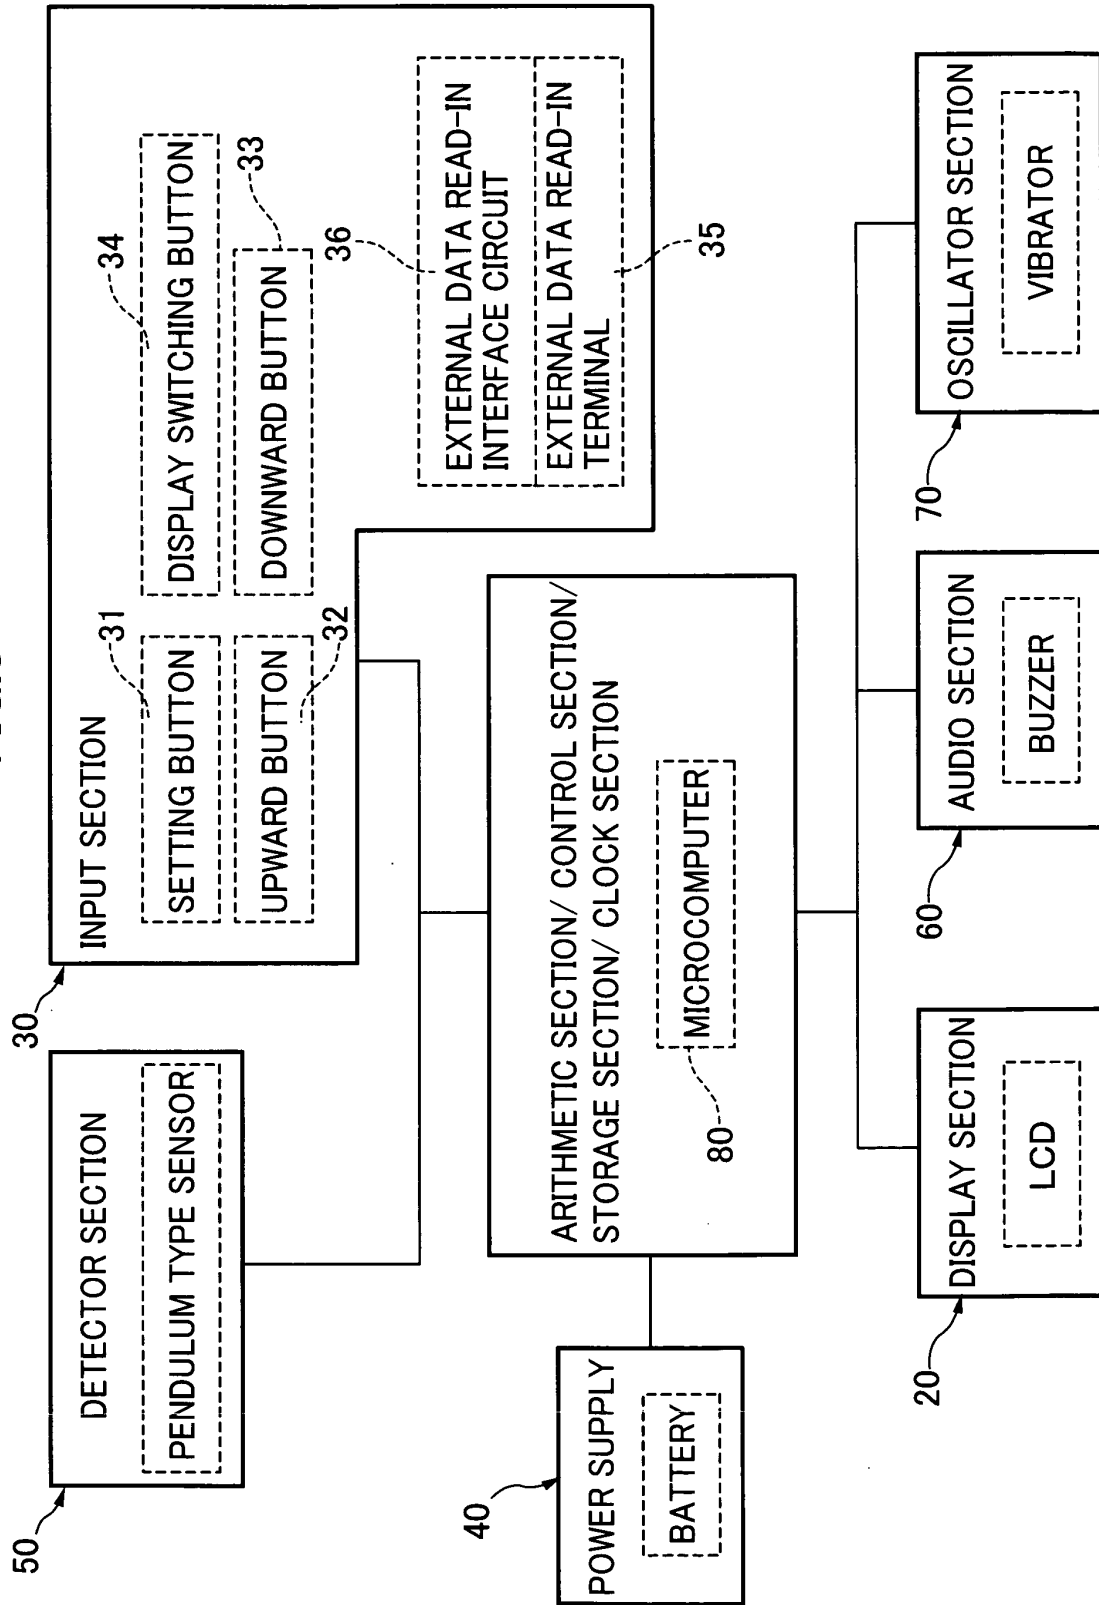 50
DETECTOR SECTION
PENDULUM TYPE SENSOR
30
INPUT SECTION
31
SETTING BUTTON
34
DISPLAY SWITCHING BUTTON
UPWARD BUTTON
32
DOWNWARD BUTTON
33
36
EXTERNAL DATA READ-IN
INTERFACE CIRCUIT
EXTERNAL DATA READ-IN
TERMINAL
35
40
POWER SUPPLY
BATTERY
ARITHMETIC SECTION/ CONTROL SECTION/
STORAGE SECTION/ CLOCK SECTION
MICROCOMPUTER
80
20
DISPLAY SECTION
LCD
60
AUDIO SECTION
BUZZER
70
OSCILLATOR SECTION
VIBRATOR